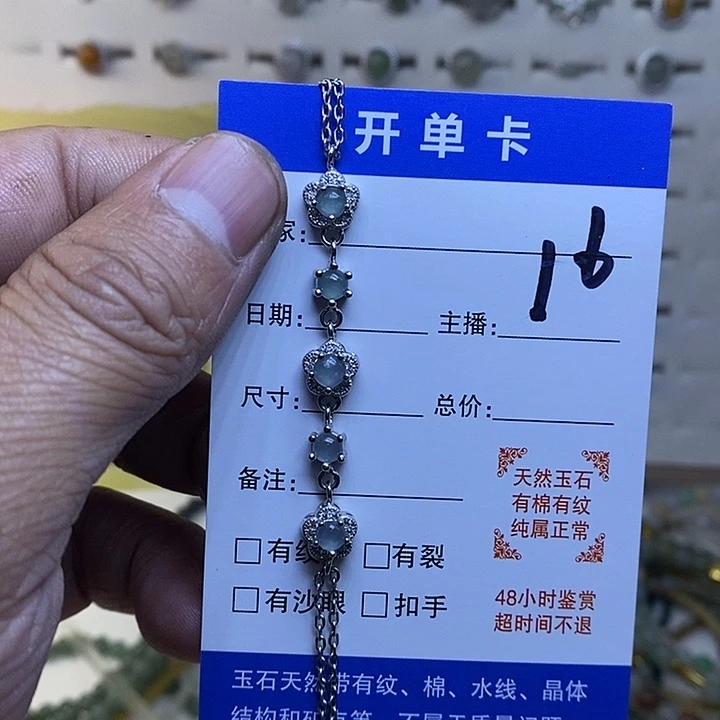 开单卡
家:
16
日期:
主播:
尺寸:
总价:
备注:
天然玉石
有棉有纹
纯属正常
□有纹 □有裂
□有沙眼 □扣手
48小时鉴赏
超时间不退
玉石天然带有纹、棉、水线、晶体